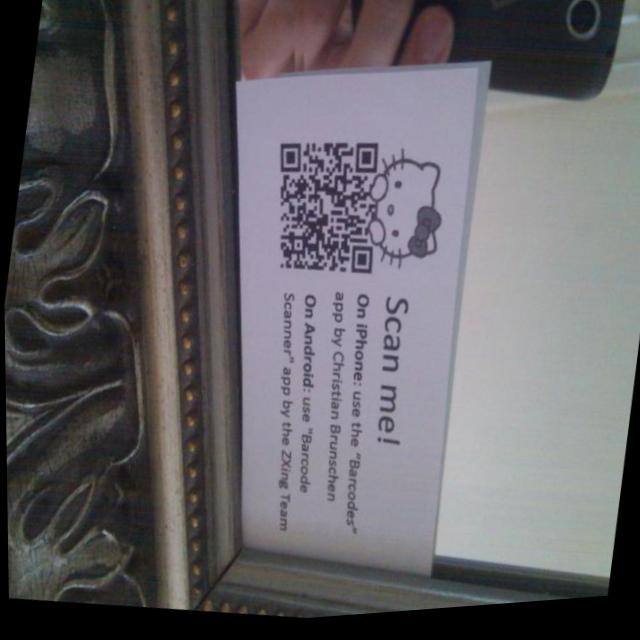 Scan me!
On iPhone: use the "Barcodes"
app by Christian Brunschen
On Android: use "Barcode
Scanner" app by the ZXing Team